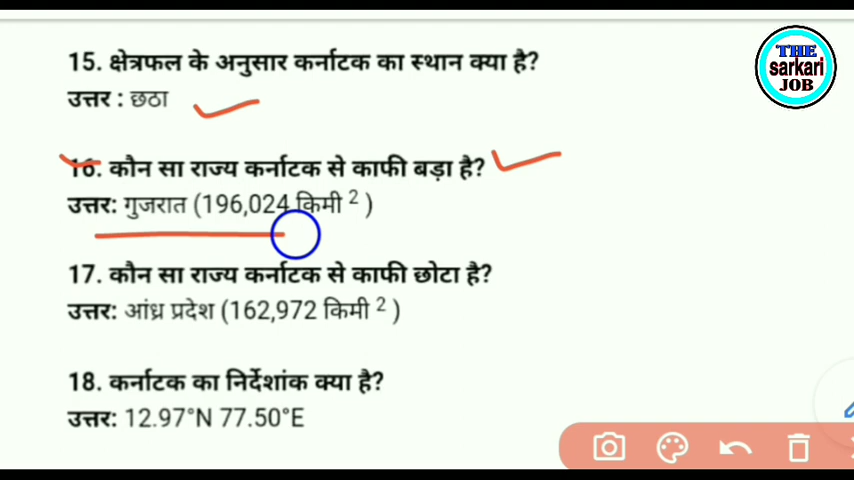 THE
sarkari
JOB
15. क्षेत्रफल के अनुसार कर्नाटक का स्थान क्या है?
उत्तर : छठा
16. कौन सा राज्य कर्नाटक से काफी बड़ा है?
उत्तर: गुजरात (196,024 किमी ²)
17. कौन सा राज्य कर्नाटक से काफी छोटा है?
उत्तर: आंध्र प्रदेश (162,972 किमी ²)
18. कर्नाटक का निर्देशांक क्या है?
उत्तर: 12.97°N 77.50°E